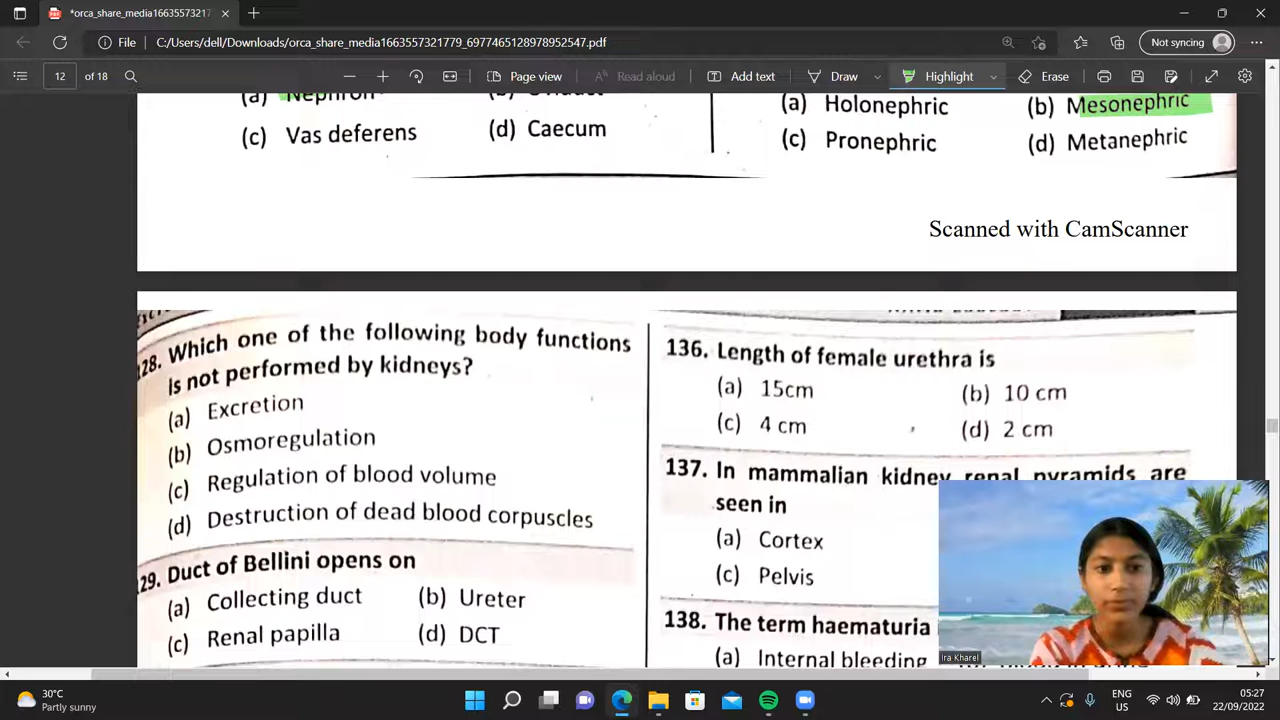 *orca_share_media1663557321
File
C:/Users/dell/Downloads/orca_share_media1663557321779_6977465128978952547.pdf
Not syncing
12 of 18
Page view
Read aloud
Add text
Draw
Highlight
Erase
(a) Nephron
(c) Vas deferens
(d) Caecum
(a) Holonephric
(b) Mesonephric
(c) Pronephric
(d) Metanephric
Scanned with CamScanner
28. Which one of the following body functions
is not performed by kidneys?
(a) Excretion
(b) Osmoregulation
(c) Regulation of blood volume
(d) Destruction of dead blood corpuscles
29. Duct of Bellini opens on
(a) Collecting duct
(b) Ureter
(c) Renal papilla
(d) DCT
136. Length of female urethra is
(a) 15cm
(b) 10 cm
(c) 4 cm
(d) 2 cm
137. In mammalian kidney renal pyramids are
seen in
(a) Cortex
(c) Pelvis
138. The term haematuria
(a) Internal bleeding
Ira Kharel
30°C
Partly sunny
ENG
US
05:27
22/09/2022